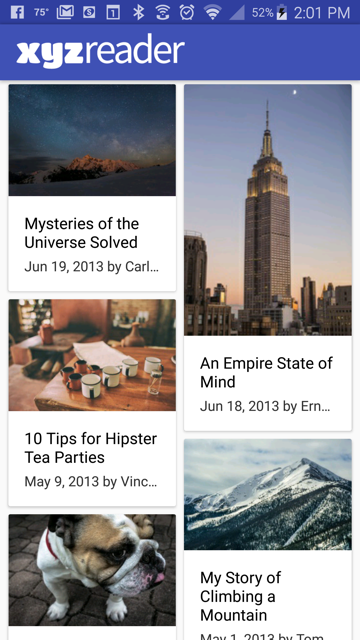 75°
52% 2:01 PM
xyzreader
Mysteries of the
Universe Solved
Jun 19, 2013 by Carl…
An Empire State of
Mind
Jun 18, 2013 by Ern…
10 Tips for Hipster
Tea Parties
May 9, 2013 by Vinc…
My Story of
Climbing a
Mountain
May 1, 2013 by Tom